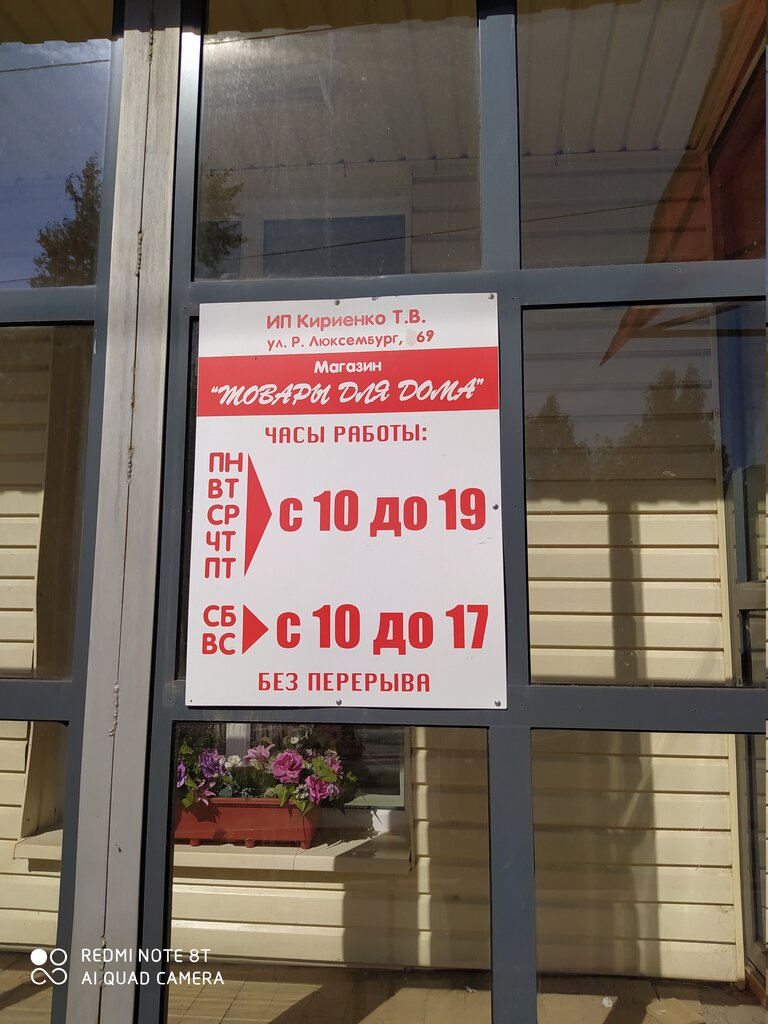 ИП Кириенко Т.В.
ул. Р. Люксембург, 69
Магазин
"ТОВАРЫ ДЛЯ ДОМА"
ЧАСЫ РАБОТЫ:
ПН
ВТ
СР
ЧТ
ПТ
с 10 до 19
СБ
ВС
с 10 до 17
БЕЗ ПЕРЕРЫВА
REDMI NOTE 8T
AI QUAD CAMERA